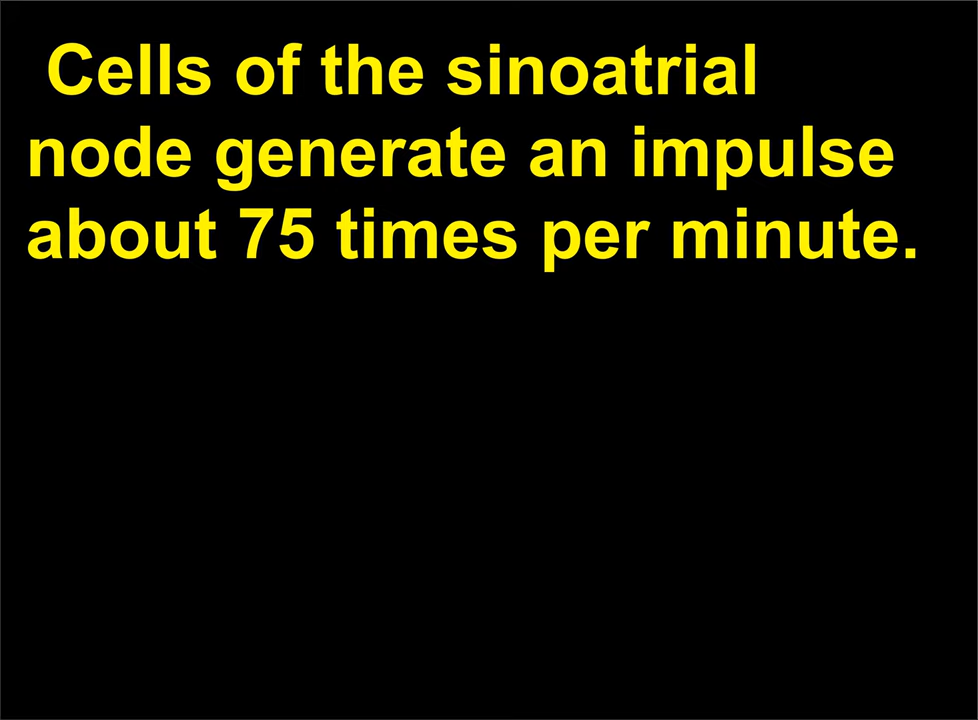 Cells of the sinoatrial
node generate an impulse
about 75 times per minute.